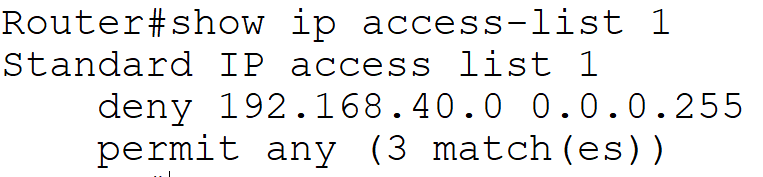 Router#show ip access-list 1
Standard IP access list 1
    deny 192.168.40.0 0.0.0.255
    permit any (3 match(es))